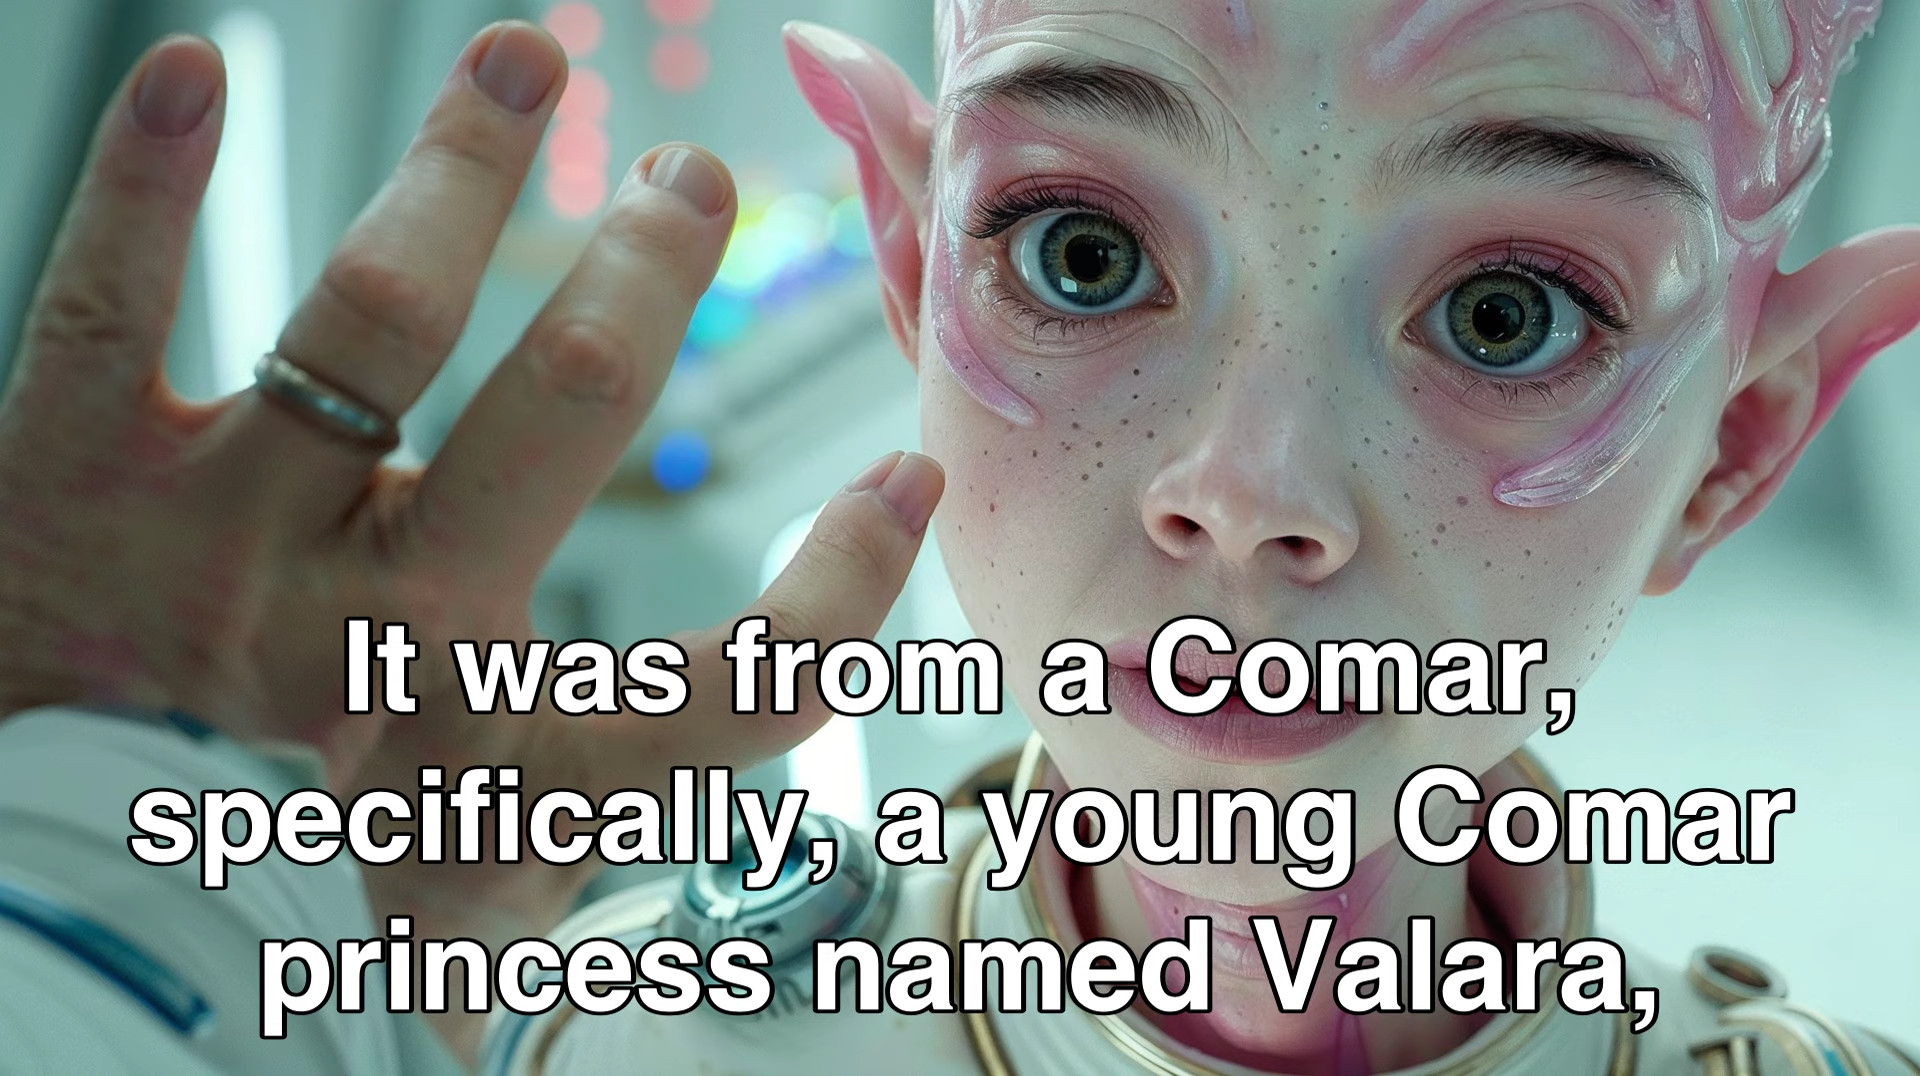 It was from a Comar,
specifically, a young Comar
princess named Valara,